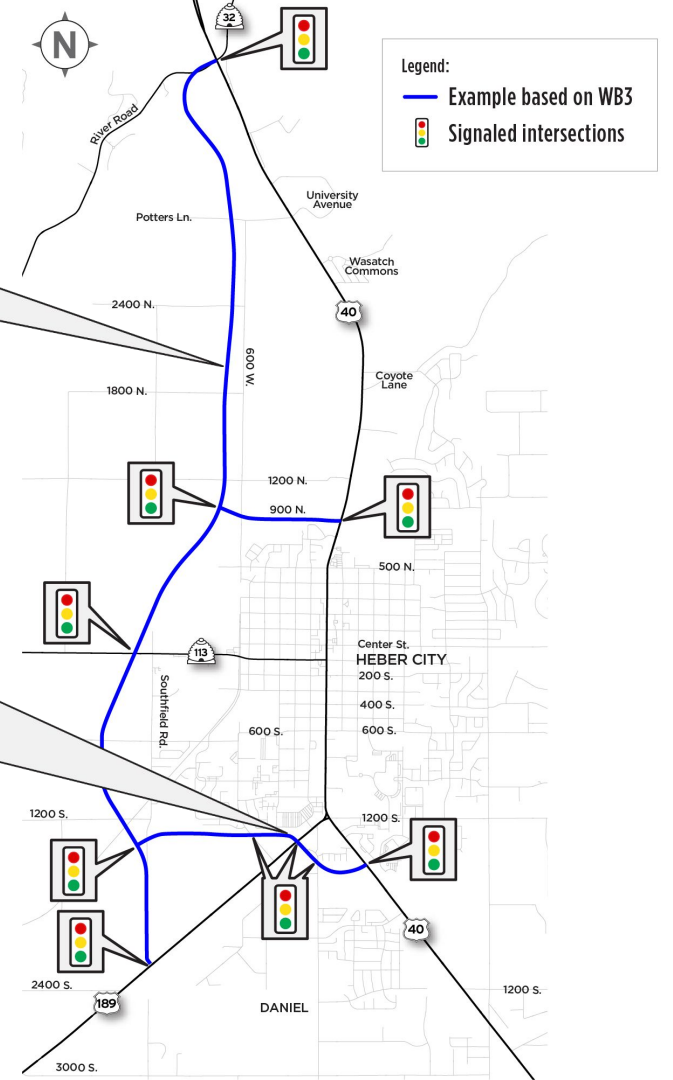 32
N
Legend:
Example based on WB3
Signaled intersections
River Road
University
Avenue
Potters Ln.
Wasatch
Commons
2400 N.
40
600 W.
Coyote
Lane
1800 N.
1200 N.
900 N.
500 N.
Center St.
HEBER CITY
113
200 S.
Southfield Rd.
400 S.
600 S.
600 S.
1200 S.
1200 S.
40
2400 S.
1200 S.
189
DANIEL
3000 S.